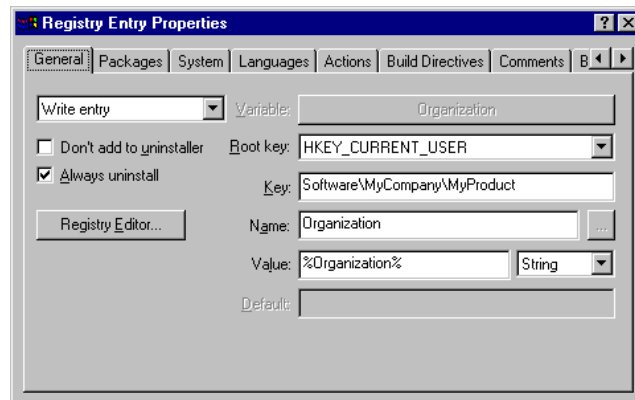 Registry Entry Properties
General Packages System Languages Actions Build Directives Comments B
Write entry Variable: Organization
Don't add to uninstaller Root key: HKEY_CURRENT_USER
Always uninstall
Key: Software\MyCompany\MyProduct
Registry Editor... Name: Organization ...
Value: %Organization% String
Default: